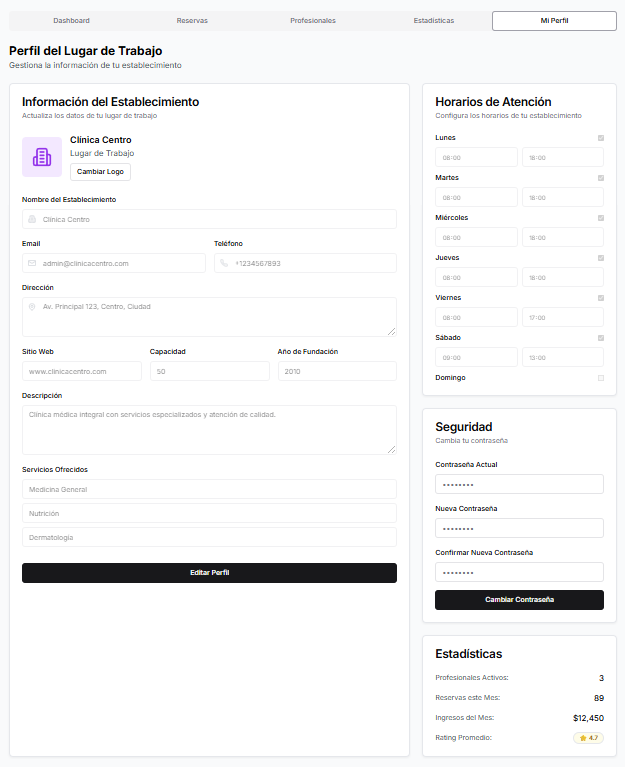 Dashboard
Reservas
Profesionales
Estadísticas
Mi Perfil
Perfil del Lugar de Trabajo
Gestiona la información de tu establecimiento
Información del Establecimiento
Actualiza los datos de tu lugar de trabajo
Clínica Centro
Lugar de Trabajo
Cambiar Logo
Nombre del Establecimiento
Clínica Centro
Email
Teléfono
admin@clinicacentro.com
+1234567893
Dirección
Av. Principal 123, Centro, Ciudad
Sitio Web
Capacidad
Año de Fundación
www.clinicacentro.com
50
2010
Descripción
Clínica médica integral con servicios especializados y atención de calidad.
Servicios Ofrecidos
Medicina General
Nutrición
Dermatología
Editar Perfil
Horarios de Atención
Configura los horarios de tu establecimiento
Lunes
08:00
18:00
Martes
08:00
18:00
Miércoles
08:00
18:00
Jueves
08:00
18:00
Viernes
08:00
17:00
Sábado
09:00
13:00
Domingo
Seguridad
Cambia tu contraseña
Contraseña Actual
••••••••
Nueva Contraseña
••••••••
Confirmar Nueva Contraseña
••••••••
Cambiar Contraseña
Estadísticas
Profesionales Activos:
3
Reservas este Mes:
89
Ingresos del Mes:
$12,450
Rating Promedio:
4.7